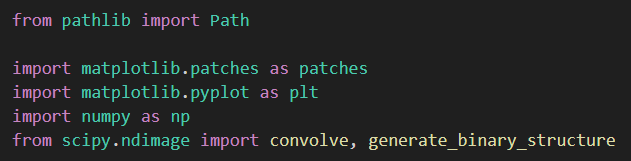 from pathlib import Path
import matplotlib.patches as patches
import matplotlib.pyplot as plt
import numpy as np
from scipy.ndimage import convolve, generate_binary_structure